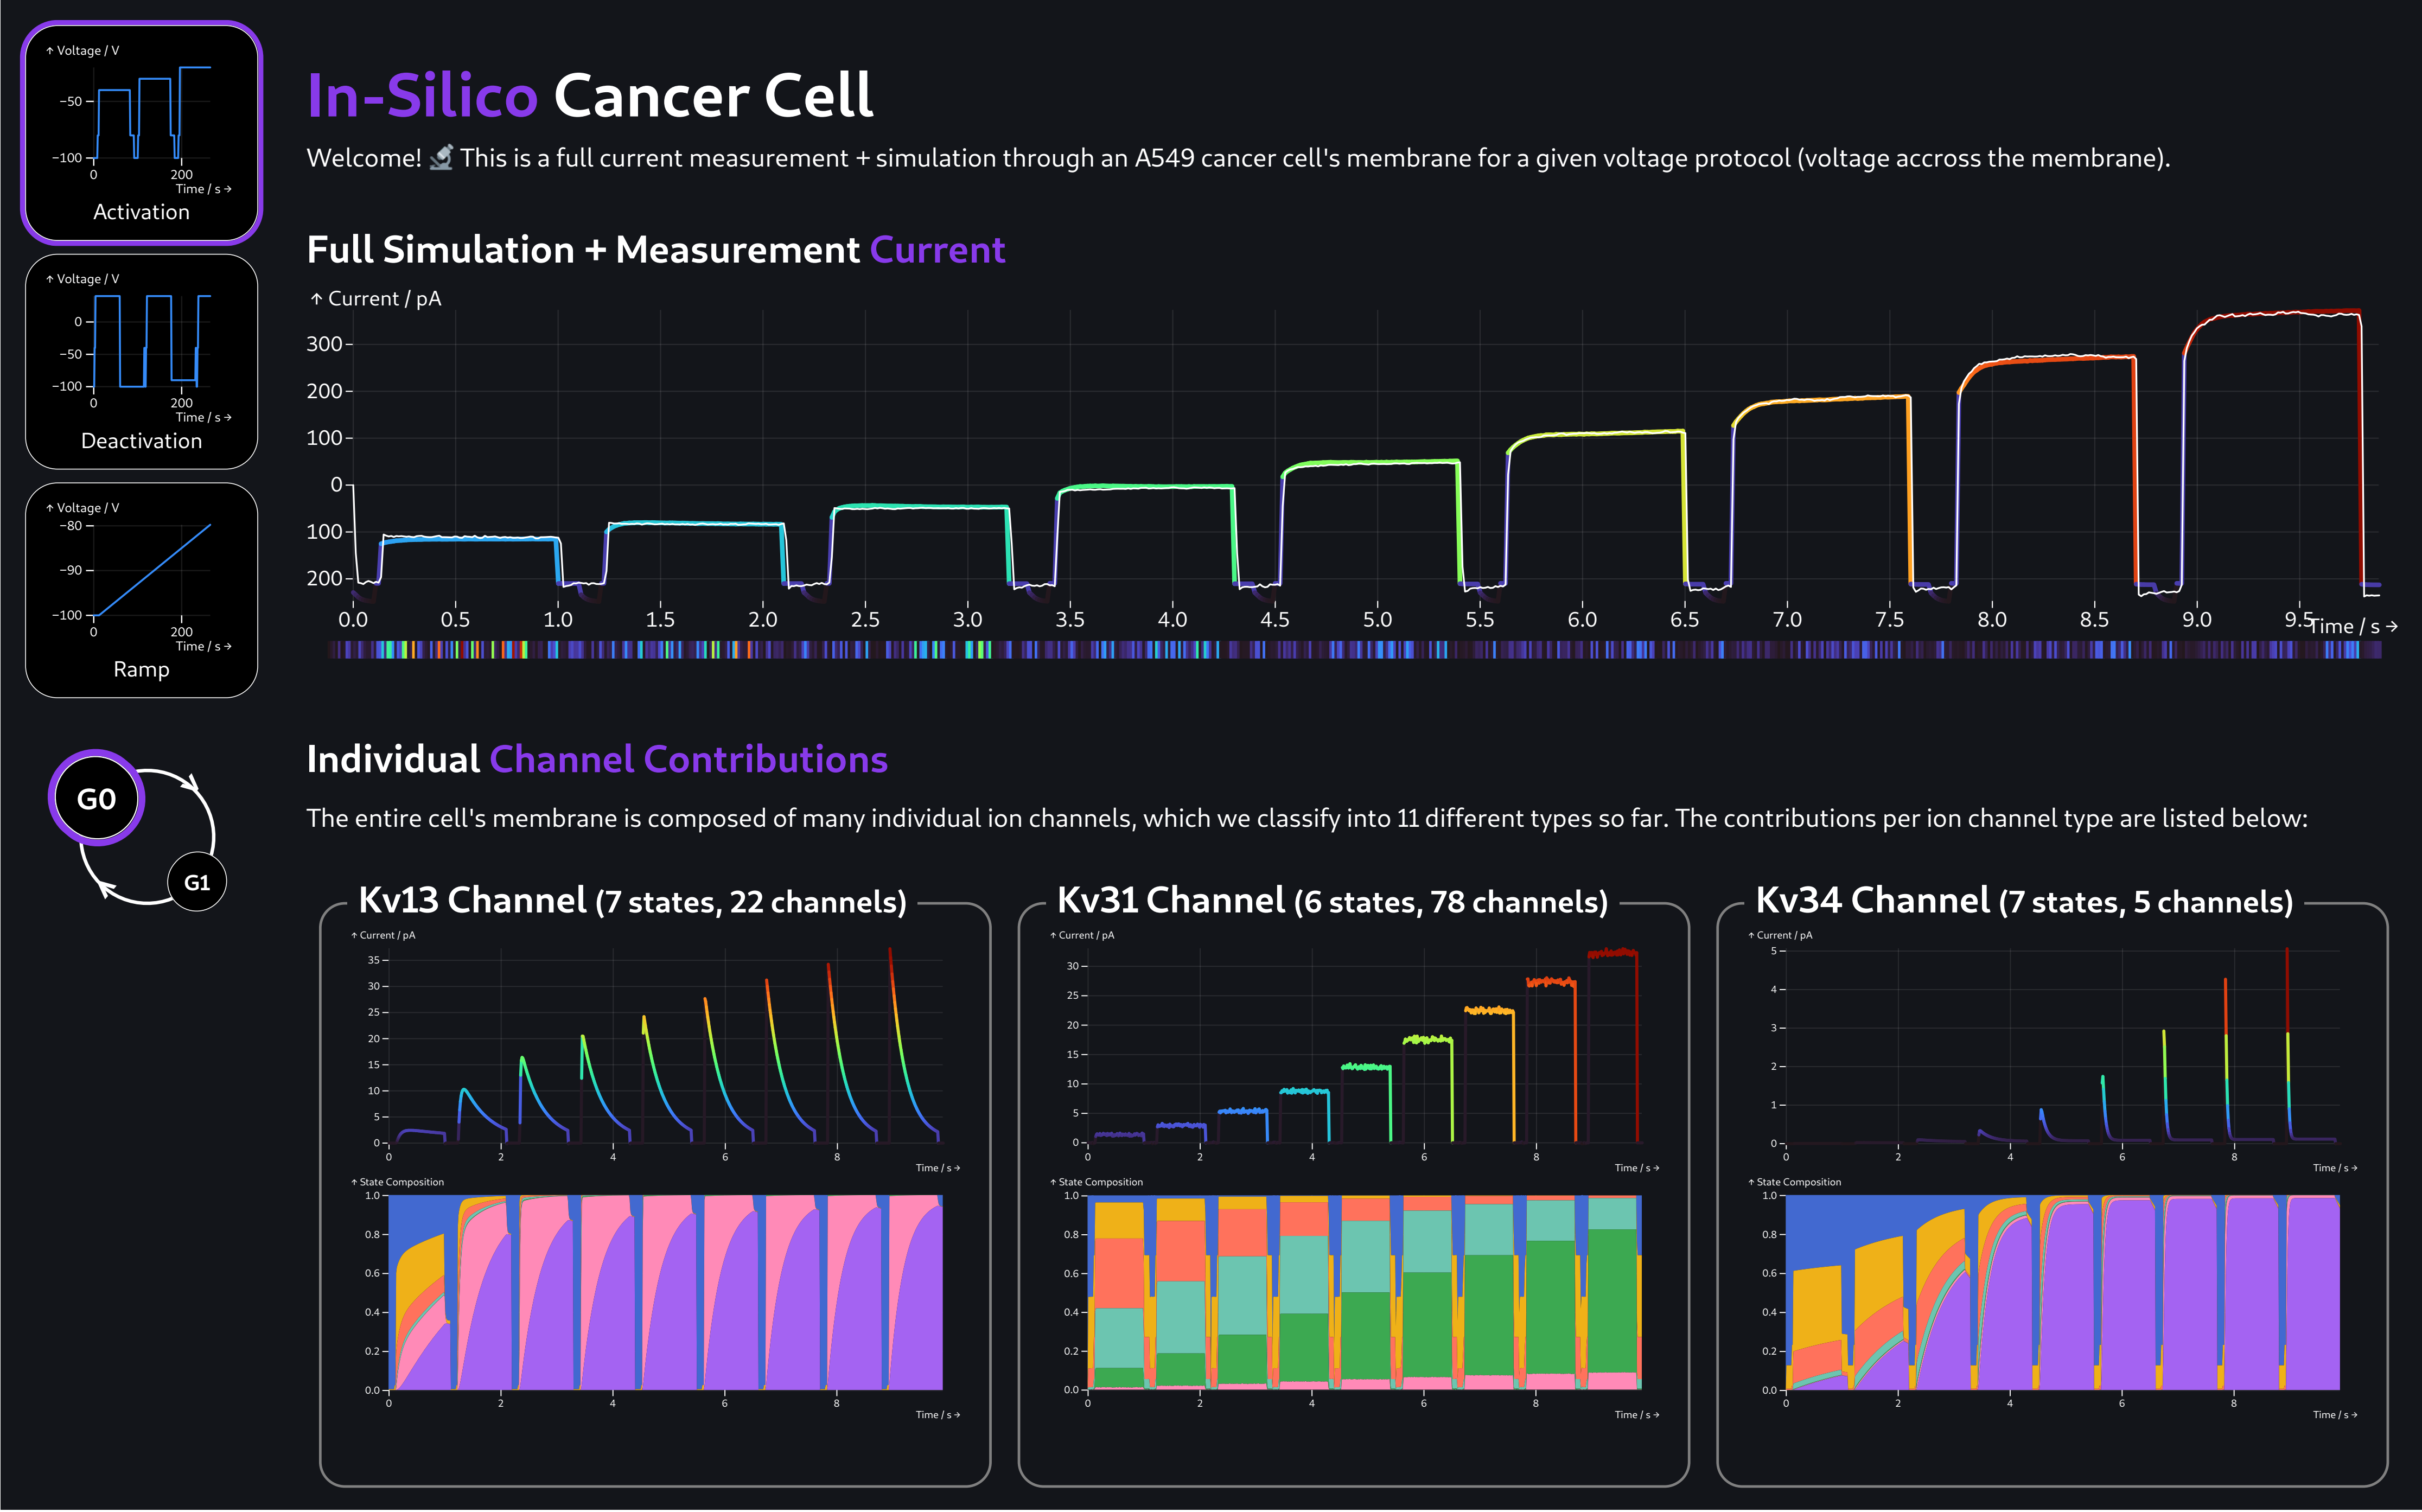 ↑ Voltage / V
−50
−100
0 200
Time / s →
Activation
↑ Voltage / V
0
−50
−100
0 200
Time / s →
Deactivation
↑ Voltage / V
−80
−90
−100
0 200
Time / s →
Ramp
G0
G1
In-Silico Cancer Cell
Welcome! 🔬 This is a full current measurement + simulation through an A549 cancer cell's membrane for a given voltage protocol (voltage accross the membrane).
Full Simulation + Measurement Current
↑ Current / pA
300
200
100
0
100
200
0.0 0.5 1.0 1.5 2.0 2.5 3.0 3.5 4.0 4.5 5.0 5.5 6.0 6.5 7.0 7.5 8.0 8.5 9.0 9.5
Time / s →
Individual Channel Contributions
The entire cell's membrane is composed of many individual ion channels, which we classify into 11 different types so far. The contributions per ion channel type are listed below:
Kv13 Channel (7 states, 22 channels)
↑ Current / pA
35
30
25
20
15
10
5
0
0 2 4 6 8
Time / s →
↑ State Composition
1.0
0.8
0.6
0.4
0.2
0.0
0 2 4 6 8
Time / s →
Kv31 Channel (6 states, 78 channels)
↑ Current / pA
30
25
20
15
10
5
0
0 2 4 6 8
Time / s →
↑ State Composition
1.0
0.8
0.6
0.4
0.2
0.0
0 2 4 6 8
Time / s →
Kv34 Channel (7 states, 5 channels)
↑ Current / pA
5
4
3
2
1
0
0 2 4 6 8
Time / s →
↑ State Composition
1.0
0.8
0.6
0.4
0.2
0.0
0 2 4 6 8
Time / s →